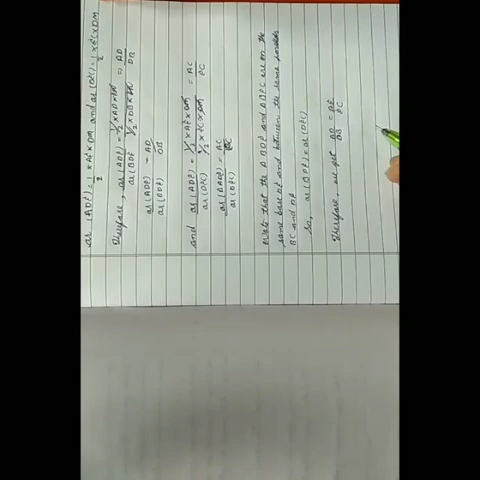 ar (ADE) = 1/2 × AE × DM and ar (DEC) = 1/2 × EC × DM
Therefore, ar (ADE) / ar (BDE = 1/2 × AD × EN / 1/2 × DB × EN => AD / DB
ar (ADE) / ar (BDE) = AD / DB
and ar (ADE) / ar (DEC) = 1/2 × AE × DM / 1/2 × EC × DM = AE / EC
ar (ADE) / ar (DEC) = AE / EC
Note that the Δ BDE and Δ DEC are on the
same base DE and between the same parallels
BC and DE
So, ar (BDE) = ar (DEC)
Therefore, we get AD / DB = AE / EC